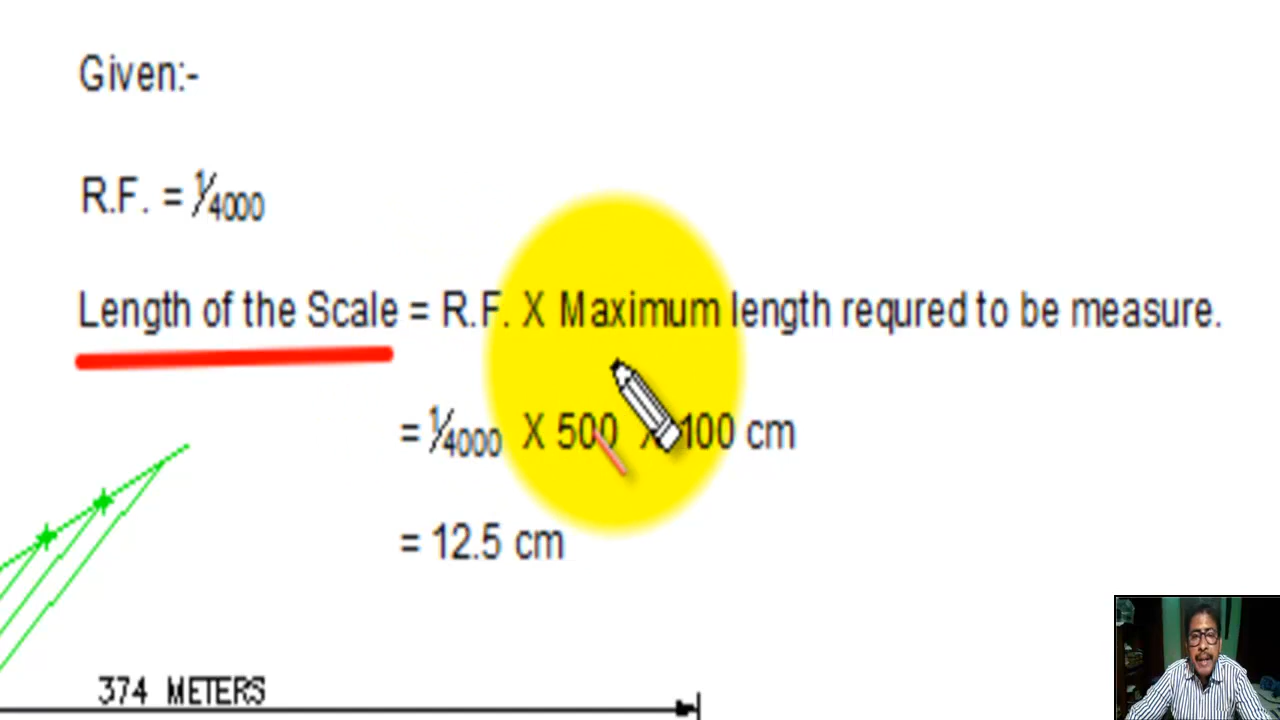 Given:-
R.F. = 1/4000
Length of the Scale = R.F. X Maximum length requred to be measure.
= 1/4000 X 500 X 100 cm
= 12.5 cm
374 METERS